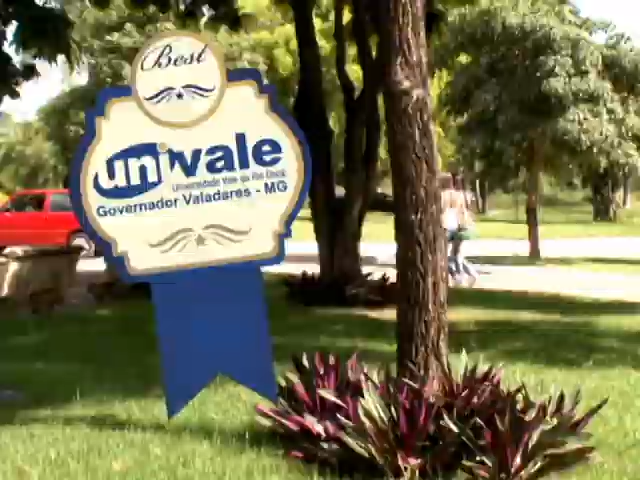 Best
univale
Universidade Vale do Rio Doce
Governador Valadares - MG